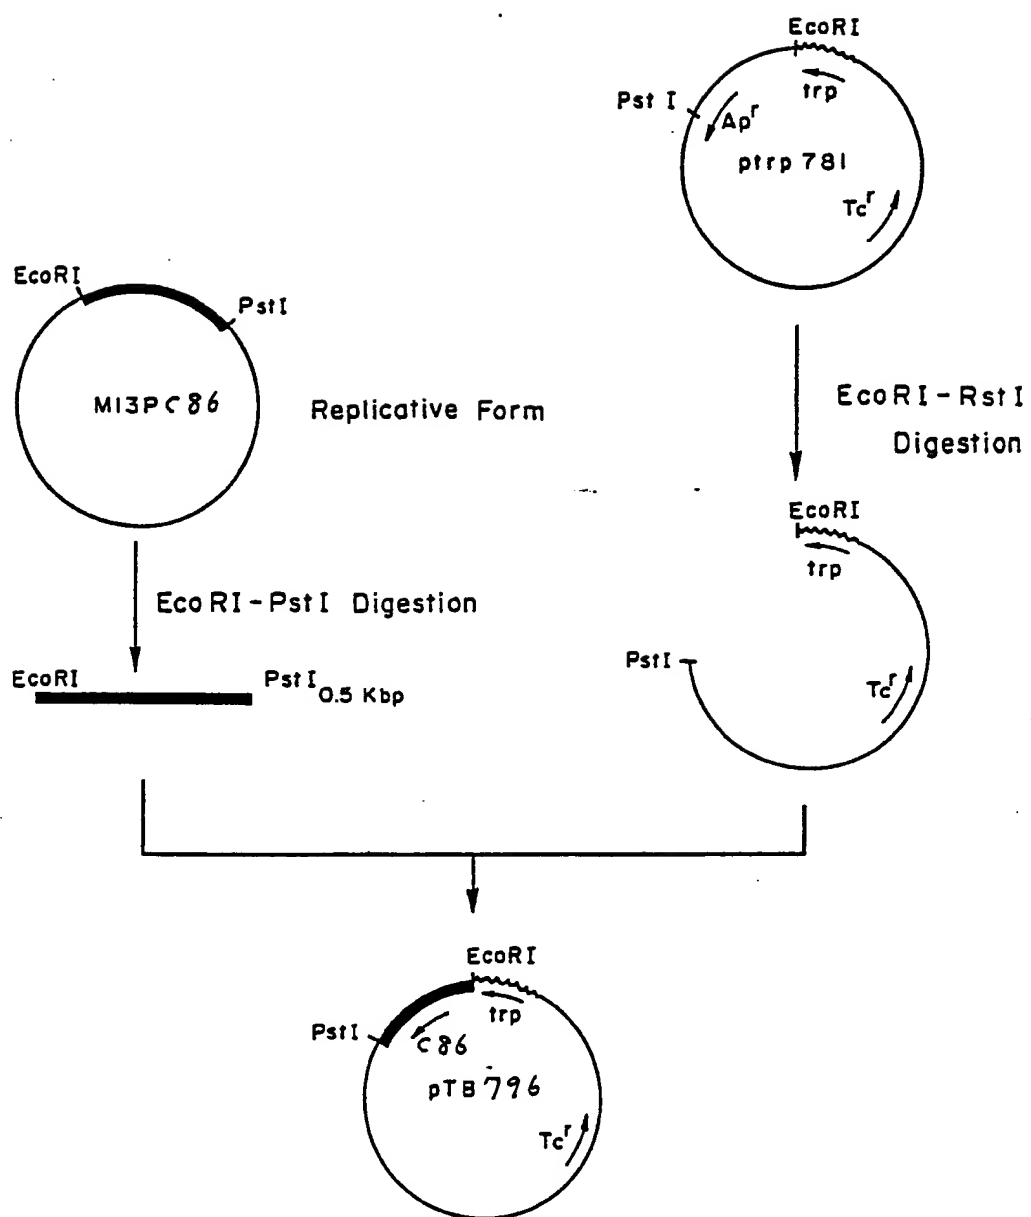 EcoRI
trp
Pst I
Apr
ptrp 781
Tcr
EcoRI
PstI
M13PC86
Replicative Form
EcoRI-RstI
Digestion
EcoRI
trp
PstI
Tcr
EcoRI-PstI Digestion
EcoRI
PstI
0.5 Kbp
EcoRI
trp
PstI
C86
pTB796
Tcr